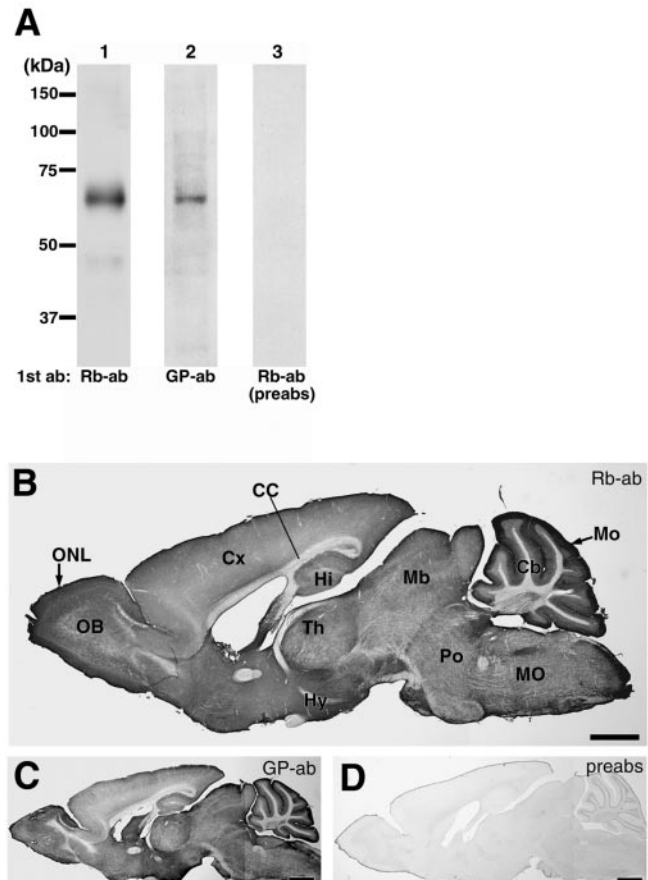 A
1 2 3
(kDa)
150
100
75
50
37
1st ab: Rb-ab GP-ab Rb-ab
(preabs)
B
Rb-ab
CC
Mo
ONL
Cx
Cb
Hi
Mb
OB
Th
Po
MO
Hy
C
GP-ab
D
preabs